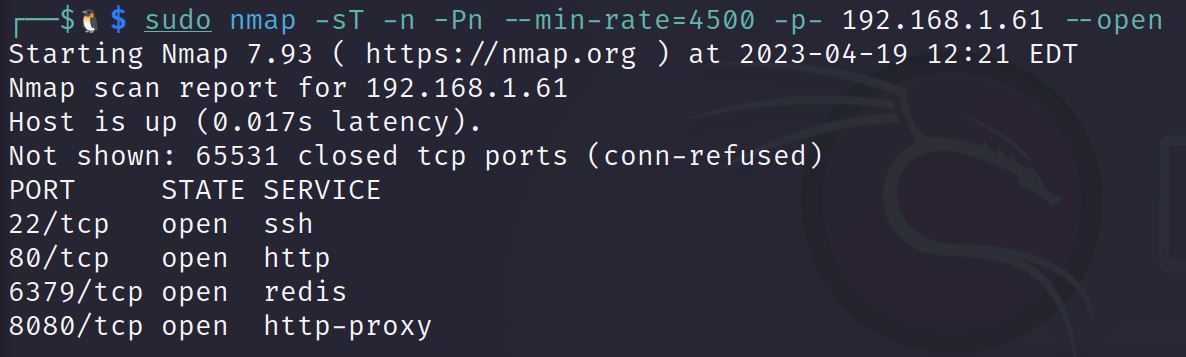 ┌──$🐧$ sudo nmap -sT -n -Pn --min-rate=4500 -p- 192.168.1.61 --open
Starting Nmap 7.93 ( https://nmap.org ) at 2023-04-19 12:21 EDT
Nmap scan report for 192.168.1.61
Host is up (0.017s latency).
Not shown: 65531 closed tcp ports (conn-refused)
PORT     STATE SERVICE
22/tcp   open  ssh
80/tcp   open  http
6379/tcp open  redis
8080/tcp open  http-proxy